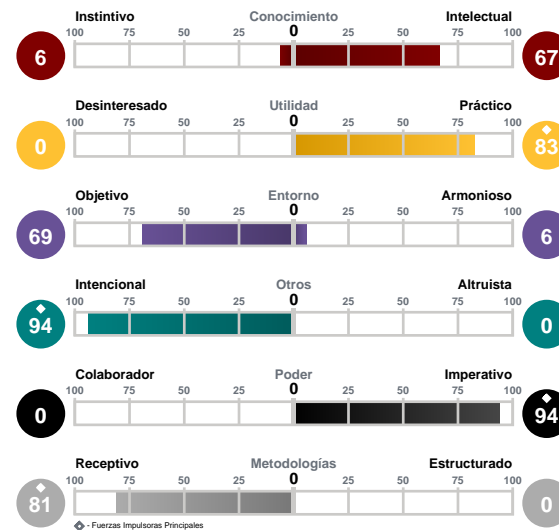 Instintivo Conocimiento Intelectual
100 75 50 25 0 25 50 75 100
6 67
Desinteresado Utilidad Práctico
100 75 50 25 0 25 50 75 100
0 83
Objetivo Entorno Armonioso
100 75 50 25 0 25 50 75 100
69 6
Intencional Otros Altruista
100 75 50 25 0 25 50 75 100
94 0
Colaborador Poder Imperativo
100 75 50 25 0 25 50 75 100
0 94
Receptivo Metodologías Estructurado
100 75 50 25 0 25 50 75 100
81 0
- Fuerzas Impulsoras Principales